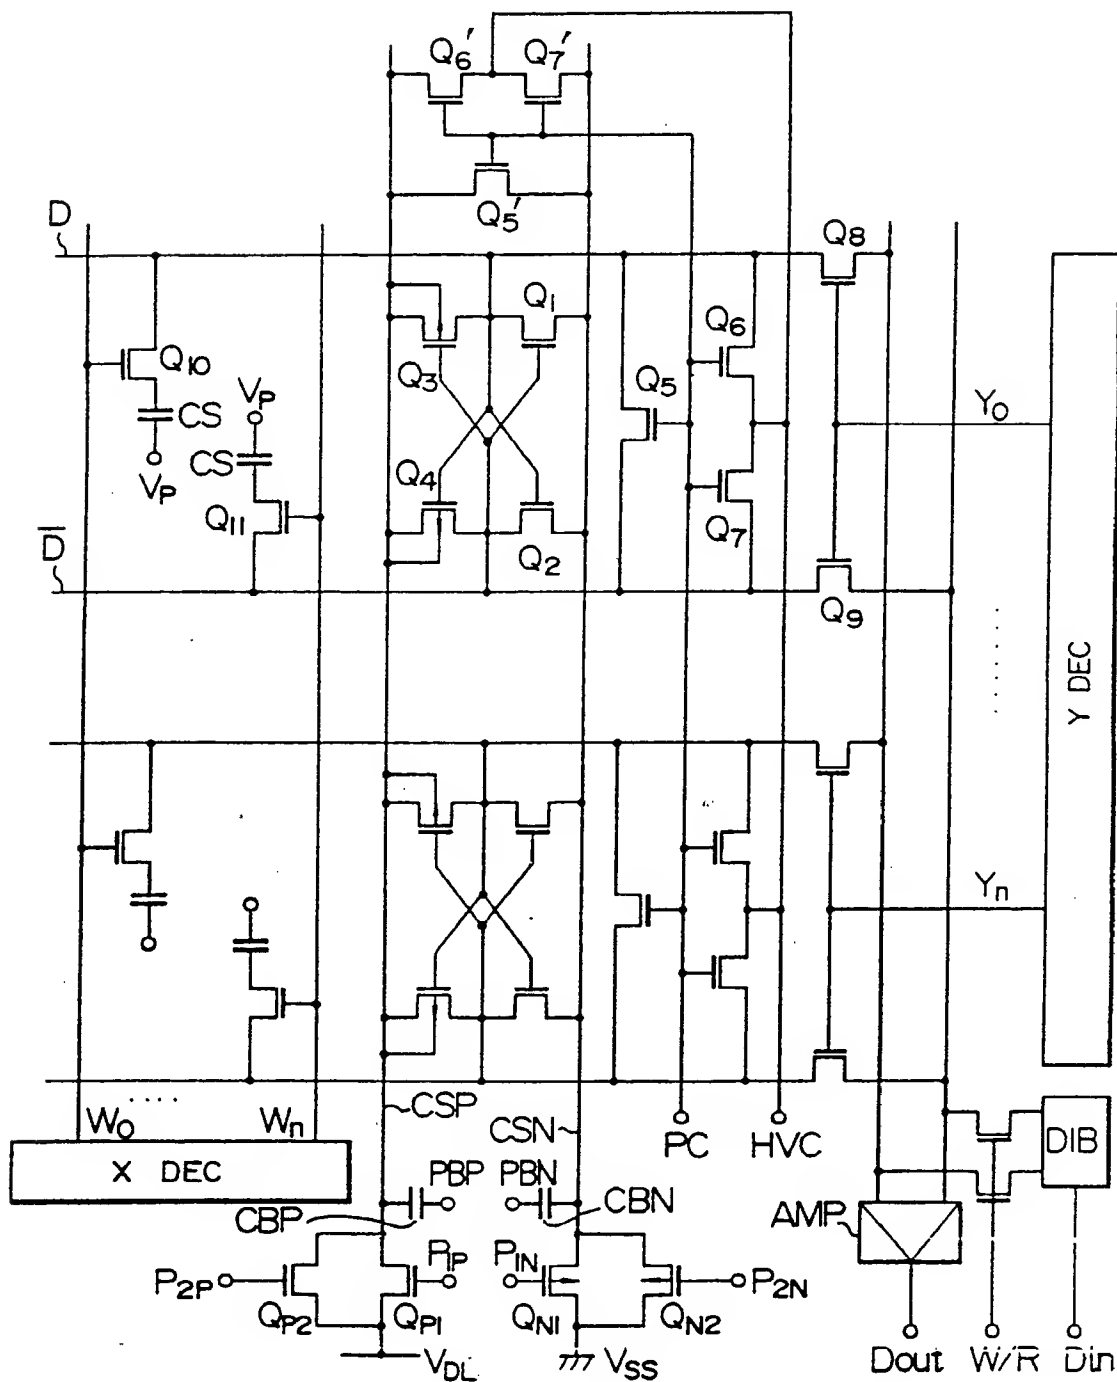 Q6' Q7'
Q5'
D
Q8
Q1
Q6
Q10
Q3
Q5
VP
CS
Y0
CS
VP
Q4
Q11
Q7
D̅
Q2
Q9
Y DEC
Yn
W0 Wn
CSP
CSN
PC HVC
DIB
X DEC
PBP PBN
CBP CBN
AMP
P1P P1N
P2P P2N
QP2 QP1 QN1 QN2
VDL VSS
Dout W/R Din